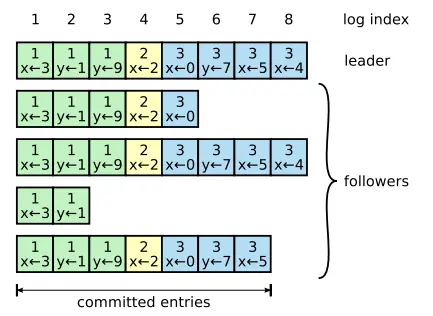 1 2 3 4 5 6 7 8 log index
1 1 1 2 3 3 3 3
x←3 y←1 y←9 x←2 x←0 y←7 x←5 x←4 leader
1 1 1 2 3
x←3 y←1 y←9 x←2 x←0
1 1 1 2 3 3 3 3
x←3 y←1 y←9 x←2 x←0 y←7 x←5 x←4
followers
1 1
x←3 y←1
1 1 1 2 3 3 3
x←3 y←1 y←9 x←2 x←0 y←7 x←5
committed entries